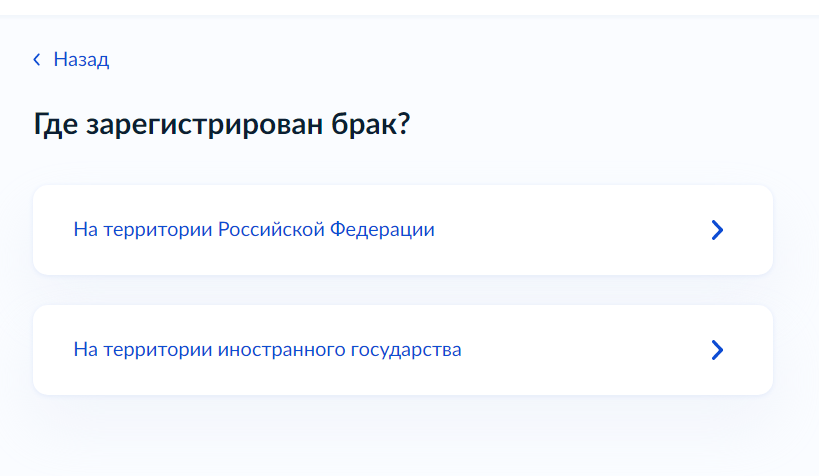 Назад
Где зарегистрирован брак?
На территории Российской Федерации
На территории иностранного государства